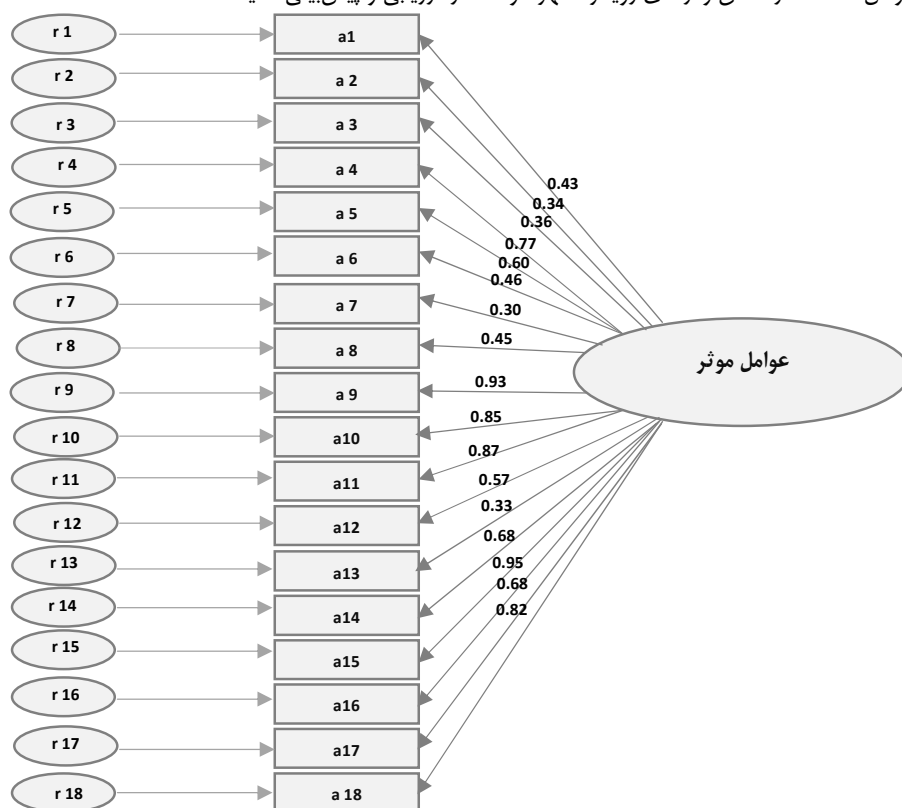 r 1 a1
r 2 a 2
r 3 a 3
r 4 a 4
0.43
r 5 a 5 0.34
0.36
r 6 a 6 0.77
0.60
0.46
r 7 a 7 0.30
r 8 a 8 0.45
عوامل موثر
r 9 a 9 0.93
r 10 a10 0.85
r 11 a11 0.87
0.57
r 12 a12 0.33
r 13 a13 0.68
0.95
r 14 a14 0.68
0.82
r 15 a15
r 16 a16
r 17 a17
r 18 a 18